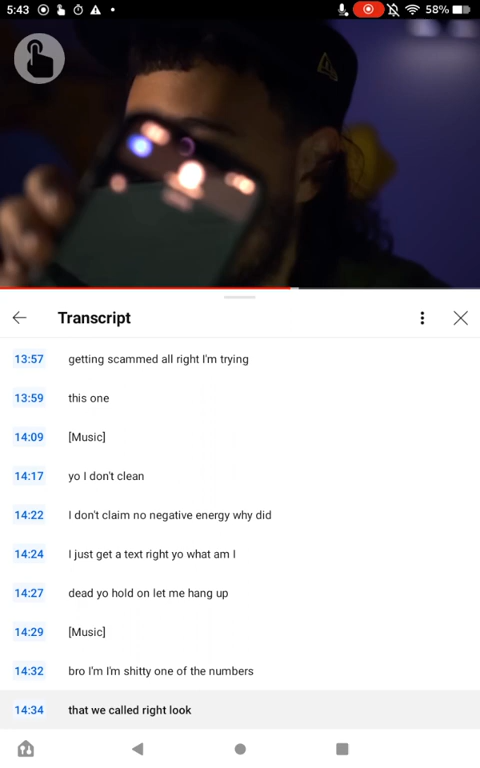 5:43
58%
Transcript
13:57 getting scammed all right I'm trying
13:59 this one
14:09 [Music]
14:17 yo I don't clean
14:22 I don't claim no negative energy why did
14:24 I just get a text right yo what am I
14:27 dead yo hold on let me hang up
14:29 [Music]
14:32 bro I'm I'm shitty one of the numbers
14:34 that we called right look